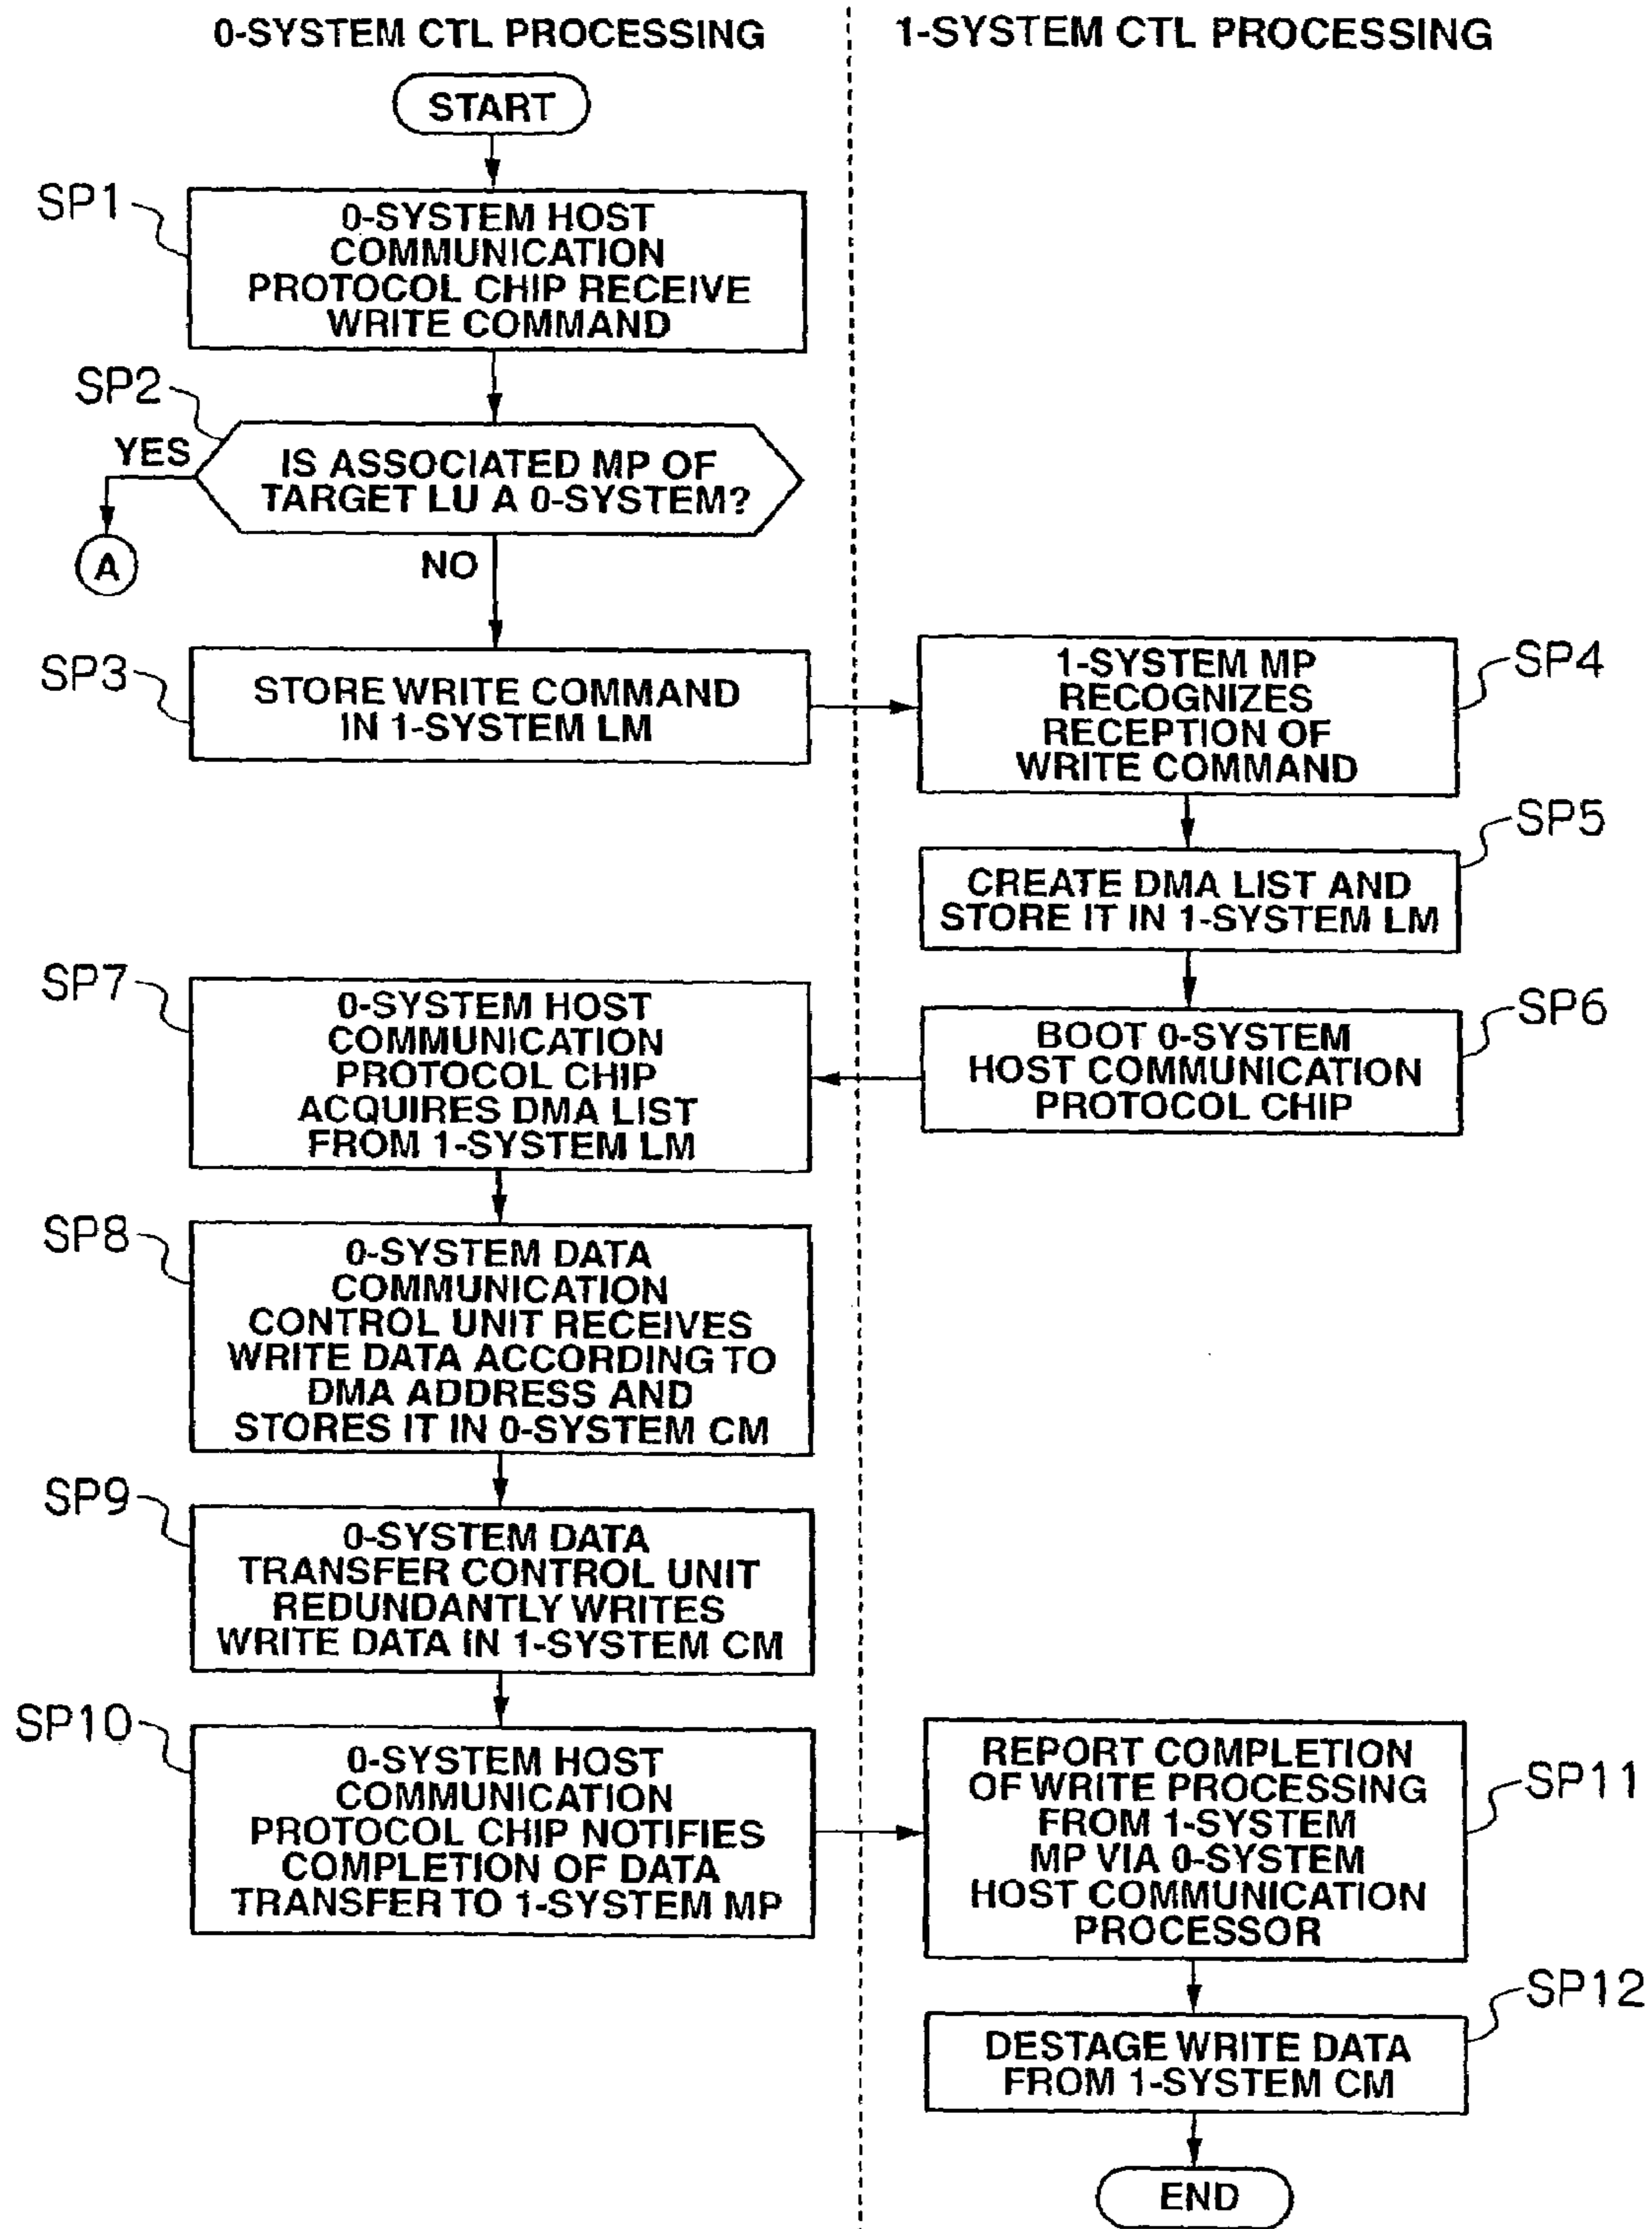 0-SYSTEM CTL PROCESSING
1-SYSTEM CTL PROCESSING
START
SP1
0-SYSTEM HOST
COMMUNICATION
PROTOCOL CHIP RECEIVE
WRITE COMMAND
SP2
YES
IS ASSOCIATED MP OF
TARGET LU A 0-SYSTEM?
A
NO
SP3
STORE WRITE COMMAND
IN 1-SYSTEM LM
SP4
1-SYSTEM MP
RECOGNIZES
RECEPTION OF
WRITE COMMAND
SP5
CREATE DMA LIST AND
STORE IT IN 1-SYSTEM LM
SP6
BOOT 0-SYSTEM
HOST COMMUNICATION
PROTOCOL CHIP
SP7
0-SYSTEM HOST
COMMUNICATION
PROTOCOL CHIP
ACQUIRES DMA LIST
FROM 1-SYSTEM LM
SP8
0-SYSTEM DATA
COMMUNICATION
CONTROL UNIT RECEIVES
WRITE DATA ACCORDING TO
DMA ADDRESS AND
STORES IT IN 0-SYSTEM CM
SP9
0-SYSTEM DATA
TRANSFER CONTROL UNIT
REDUNDANTLY WRITES
WRITE DATA IN 1-SYSTEM CM
SP10
0-SYSTEM HOST
COMMUNICATION
PROTOCOL CHIP NOTIFIES
COMPLETION OF DATA
TRANSFER TO 1-SYSTEM MP
SP11
REPORT COMPLETION
OF WRITE PROCESSING
FROM 1-SYSTEM
MP VIA 0-SYSTEM
HOST COMMUNICATION
PROCESSOR
SP12
DESTAGE WRITE DATA
FROM 1-SYSTEM CM
END